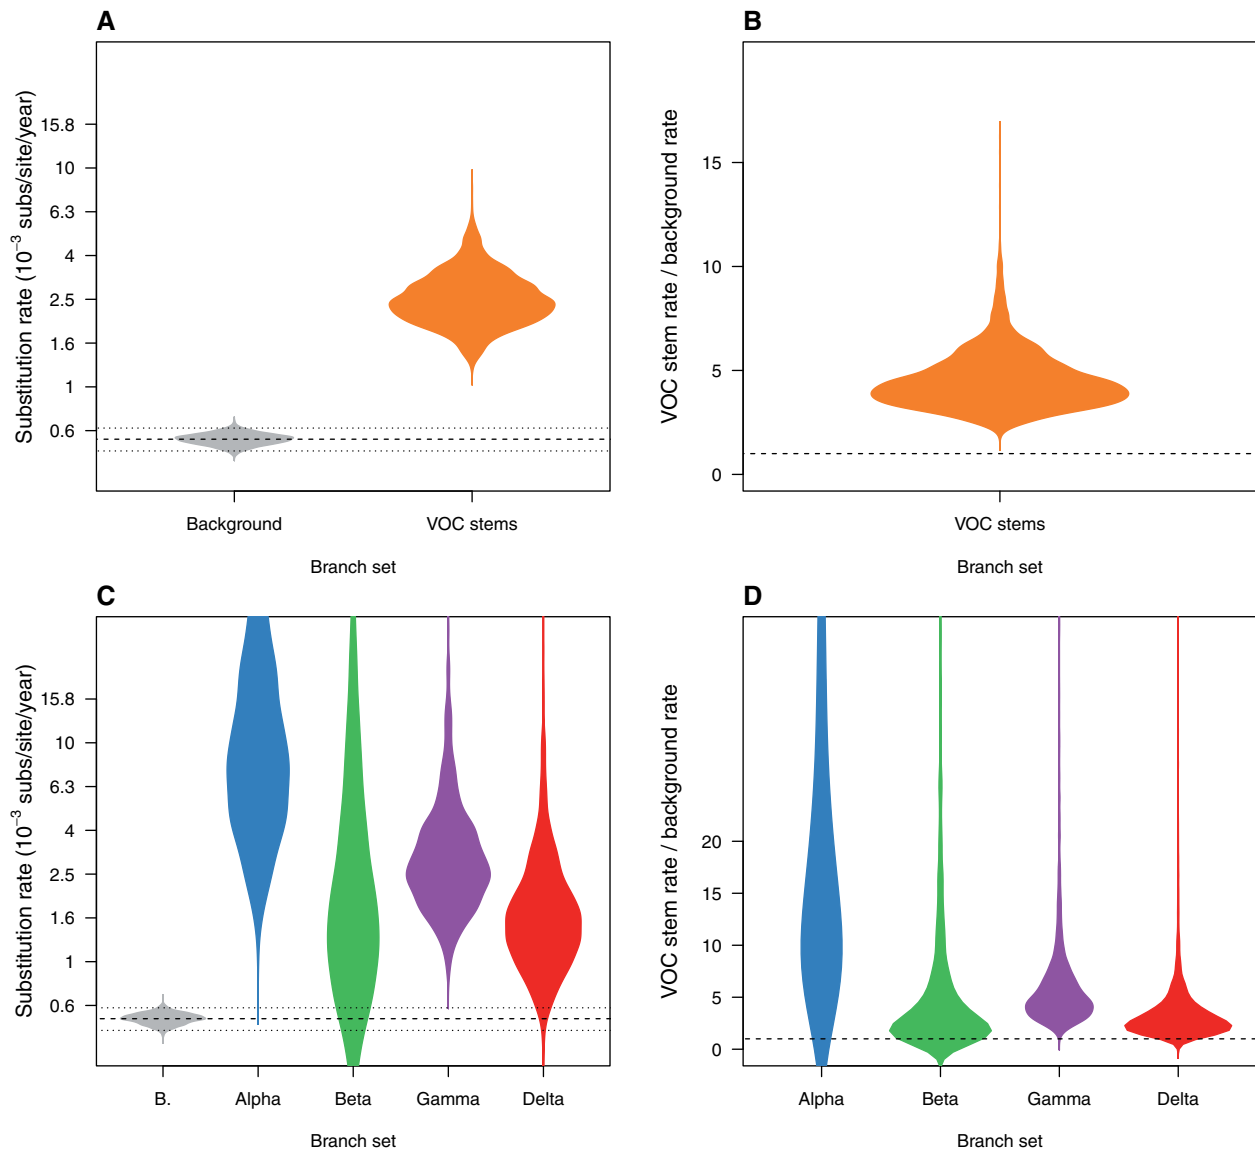 A
Substitution rate (10⁻³ subs/site/year)
15.8
10
6.3
4
2.5
1.6
1
0.6
Background
VOC stems
Branch set
B
VOC stem rate / background rate
15
10
5
0
VOC stems
Branch set
C
Substitution rate (10⁻³ subs/site/year)
15.8
10
6.3
4
2.5
1.6
1
0.6
B.
Alpha
Beta
Gamma
Delta
Branch set
D
VOC stem rate / background rate
20
15
10
5
0
Alpha
Beta
Gamma
Delta
Branch set